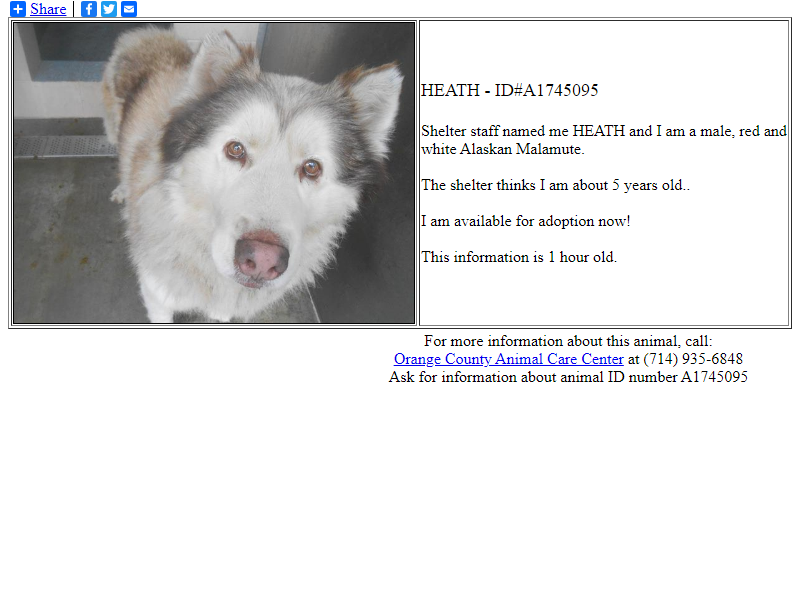 Share
HEATH - ID#A1745095
Shelter staff named me HEATH and I am a male, red and
white Alaskan Malamute.
The shelter thinks I am about 5 years old..
I am available for adoption now!
This information is 1 hour old.
For more information about this animal, call:
Orange County Animal Care Center at (714) 935-6848
Ask for information about animal ID number A1745095